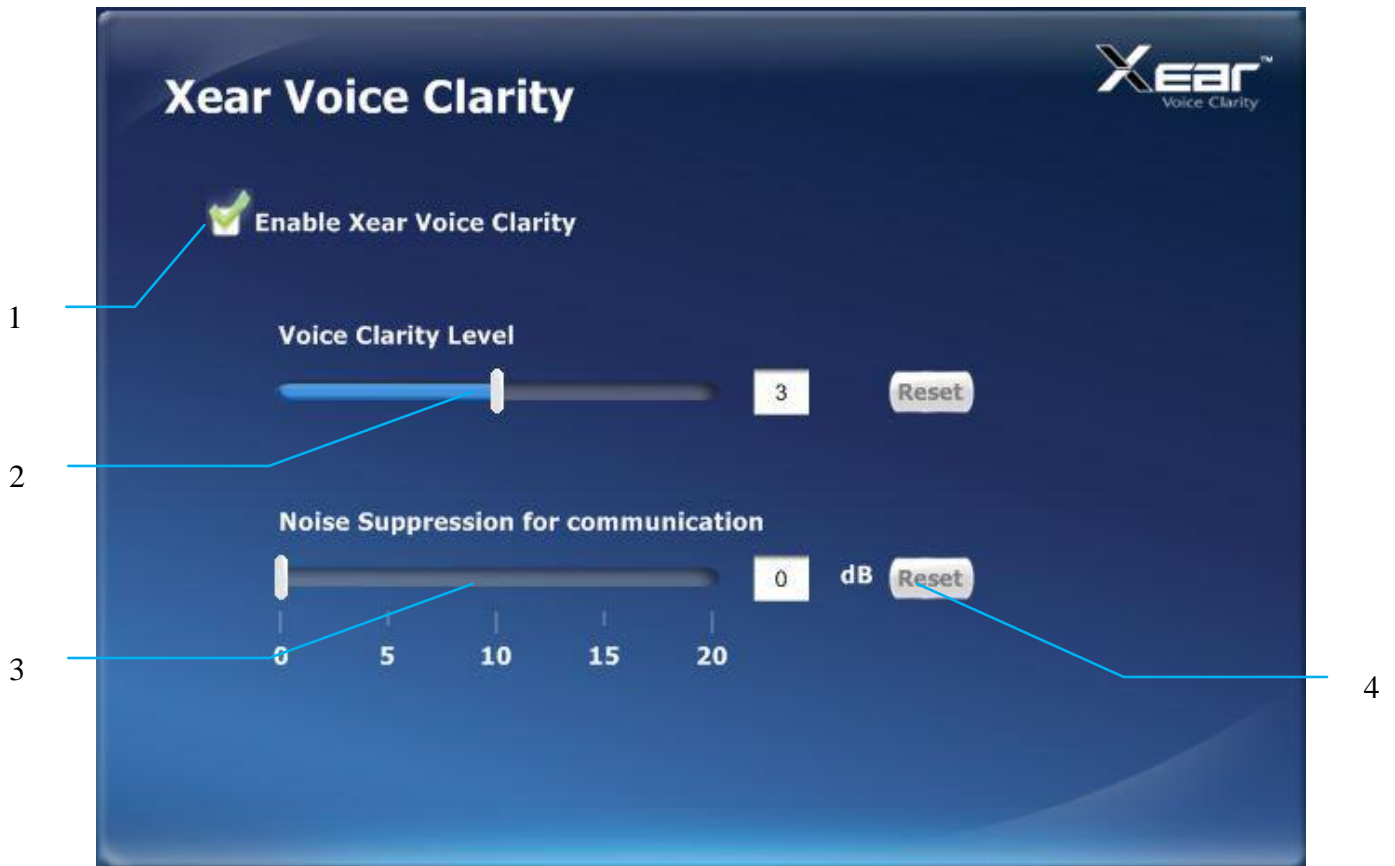 Xear Voice Clarity
Xear™
Voice Clarity
Enable Xear Voice Clarity
1
Voice Clarity Level
3
Reset
2
Noise Suppression for communication
0
dB
Reset
0 5 10 15 20
3
4